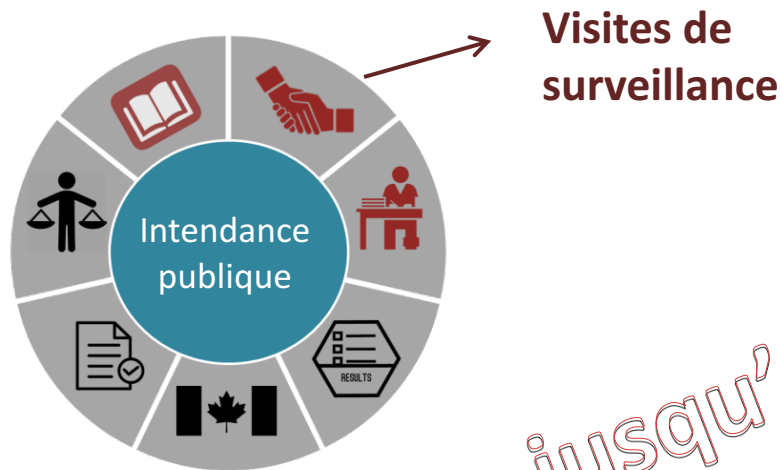 Visites de
surveillance
Intendance
publique
RESULTS
jusqu’